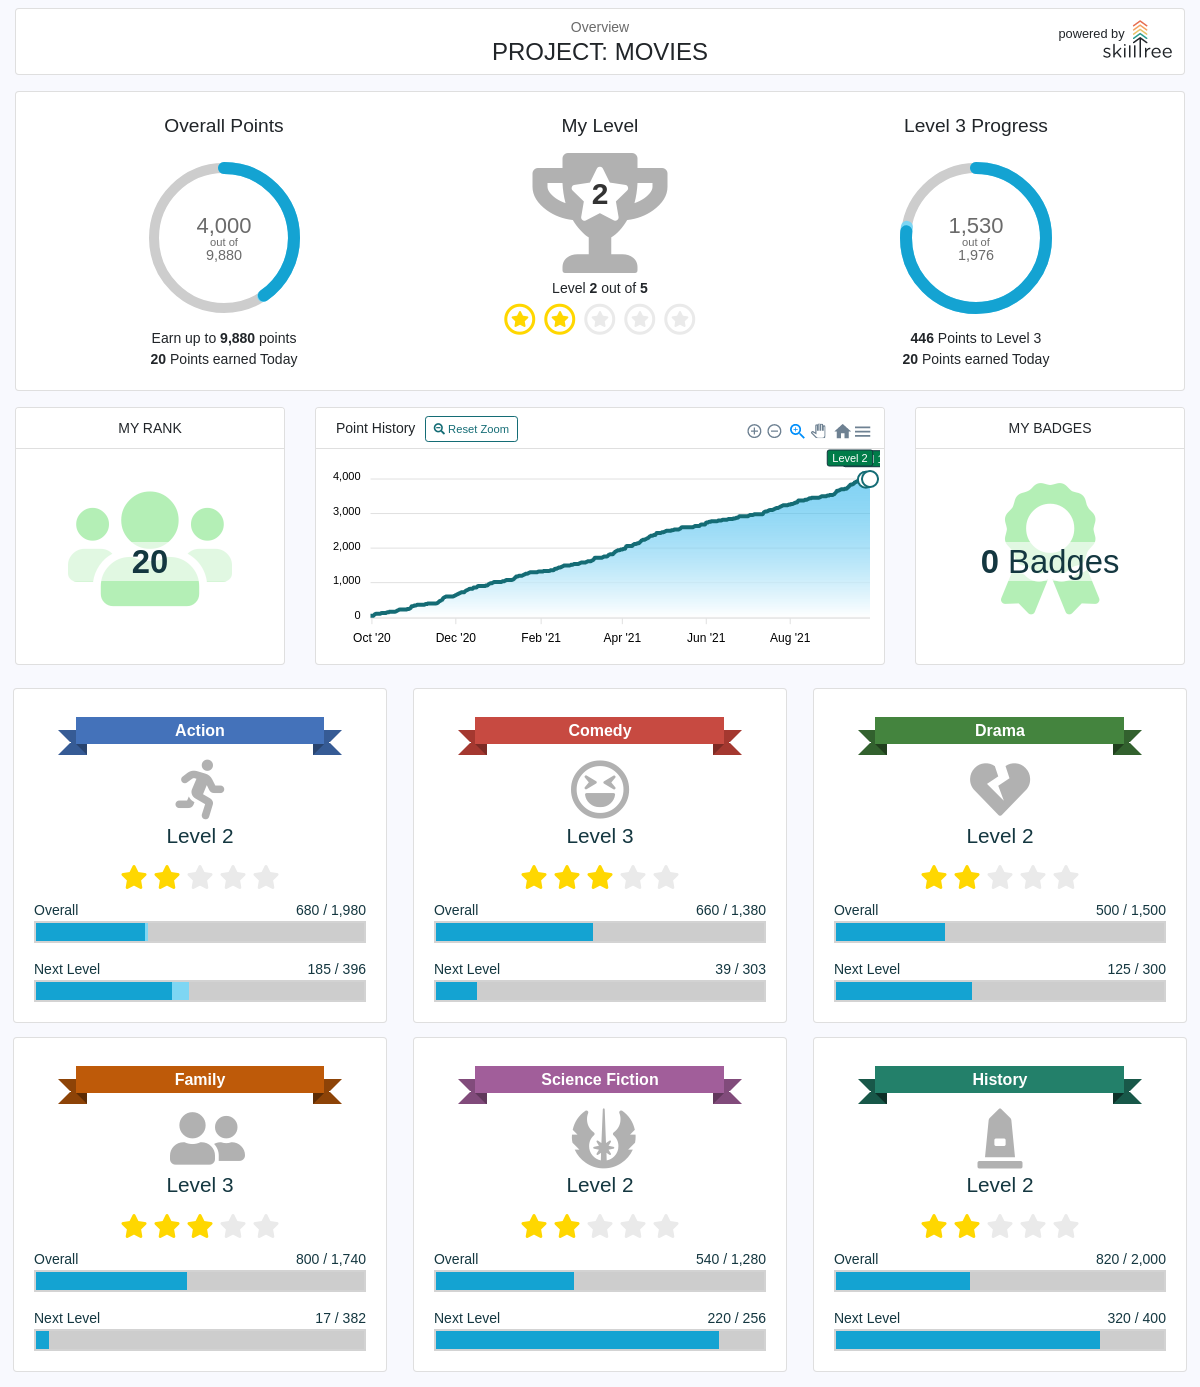 Overview
PROJECT: MOVIES
powered by
skilltree
Overall Points
My Level
Level 3 Progress
4,000
out of
9,880
2
1,530
out of
1,976
Level 2 out of 5
Earn up to 9,880 points
20 Points earned Today
446 Points to Level 3
20 Points earned Today
MY RANK
20
Point History
Reset Zoom
Level 2
4,000
3,000
2,000
1,000
0
Oct '20
Dec '20
Feb '21
Apr '21
Jun '21
Aug '21
MY BADGES
0 Badges
Action
Level 2
Overall 680 / 1,980
Next Level 185 / 396
Comedy
Level 3
Overall 660 / 1,380
Next Level 39 / 303
Drama
Level 2
Overall 500 / 1,500
Next Level 125 / 300
Family
Level 3
Overall 800 / 1,740
Next Level 17 / 382
Science Fiction
Level 2
Overall 540 / 1,280
Next Level 220 / 256
History
Level 2
Overall 820 / 2,000
Next Level 320 / 400